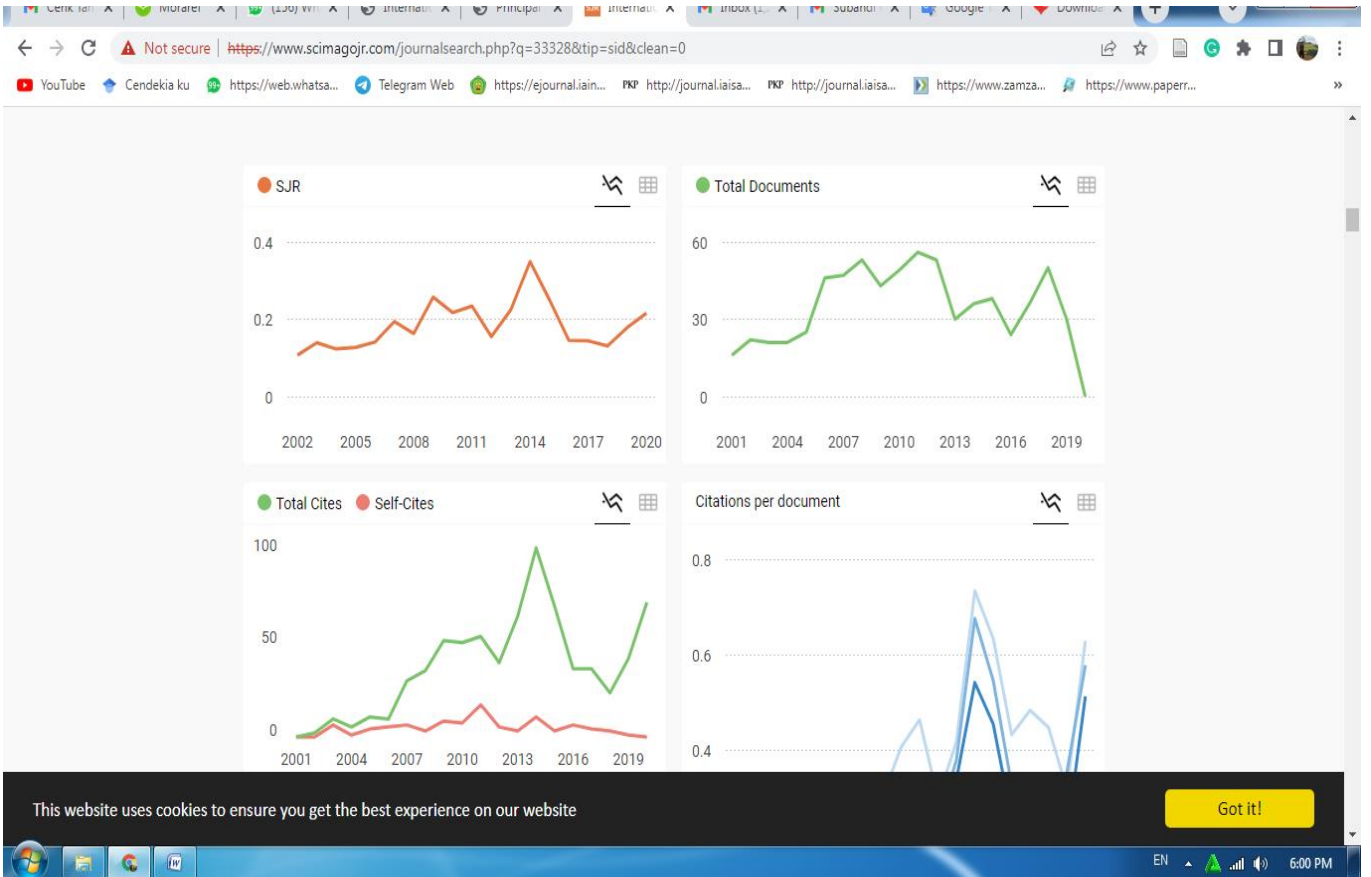 Cenk Tan
Not secure | https://www.scimagojr.com/journalsearch.php?q=33328&tip=sid&clean=0
YouTube Cendekia ku https://web.whatsa... Telegram Web https://ejournal.iain... PKP http://journal.iaisa... PKP http://journal.iaisa... https://www.zamza... https://www.paperr... »
SJR
0.4
0.2
0
2002 2005 2008 2011 2014 2017 2020
Total Documents
60
30
0
2001 2004 2007 2010 2013 2016 2019
Total Cites Self-Cites
100
50
0
2001 2004 2007 2010 2013 2016 2019
Citations per document
0.8
0.6
0.4
This website uses cookies to ensure you get the best experience on our website
Got it!
EN 6:00 PM